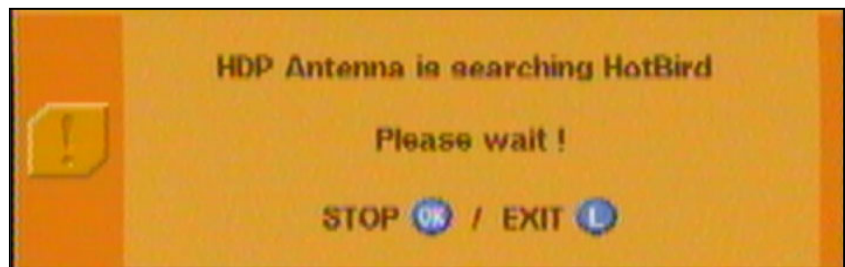 HDP Antenna is searching HotBird
Please wait !
STOP OK / EXIT L